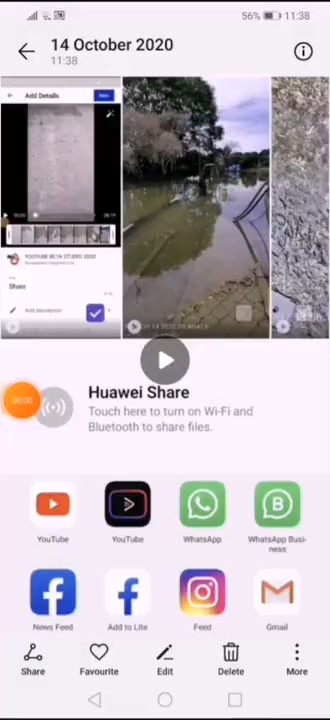 56% 11:38
14 October 2020
11:38
Add Details
YOUTUBE BETA STUDIO 2020
Share
Add description
00:00
Huawei Share
Touch here to turn on Wi-Fi and
Bluetooth to share files.
YouTube YouTube WhatsApp WhatsApp Busi-
ness
News Feed Add to Lite Feed Gmail
Share Favourite Edit Delete More